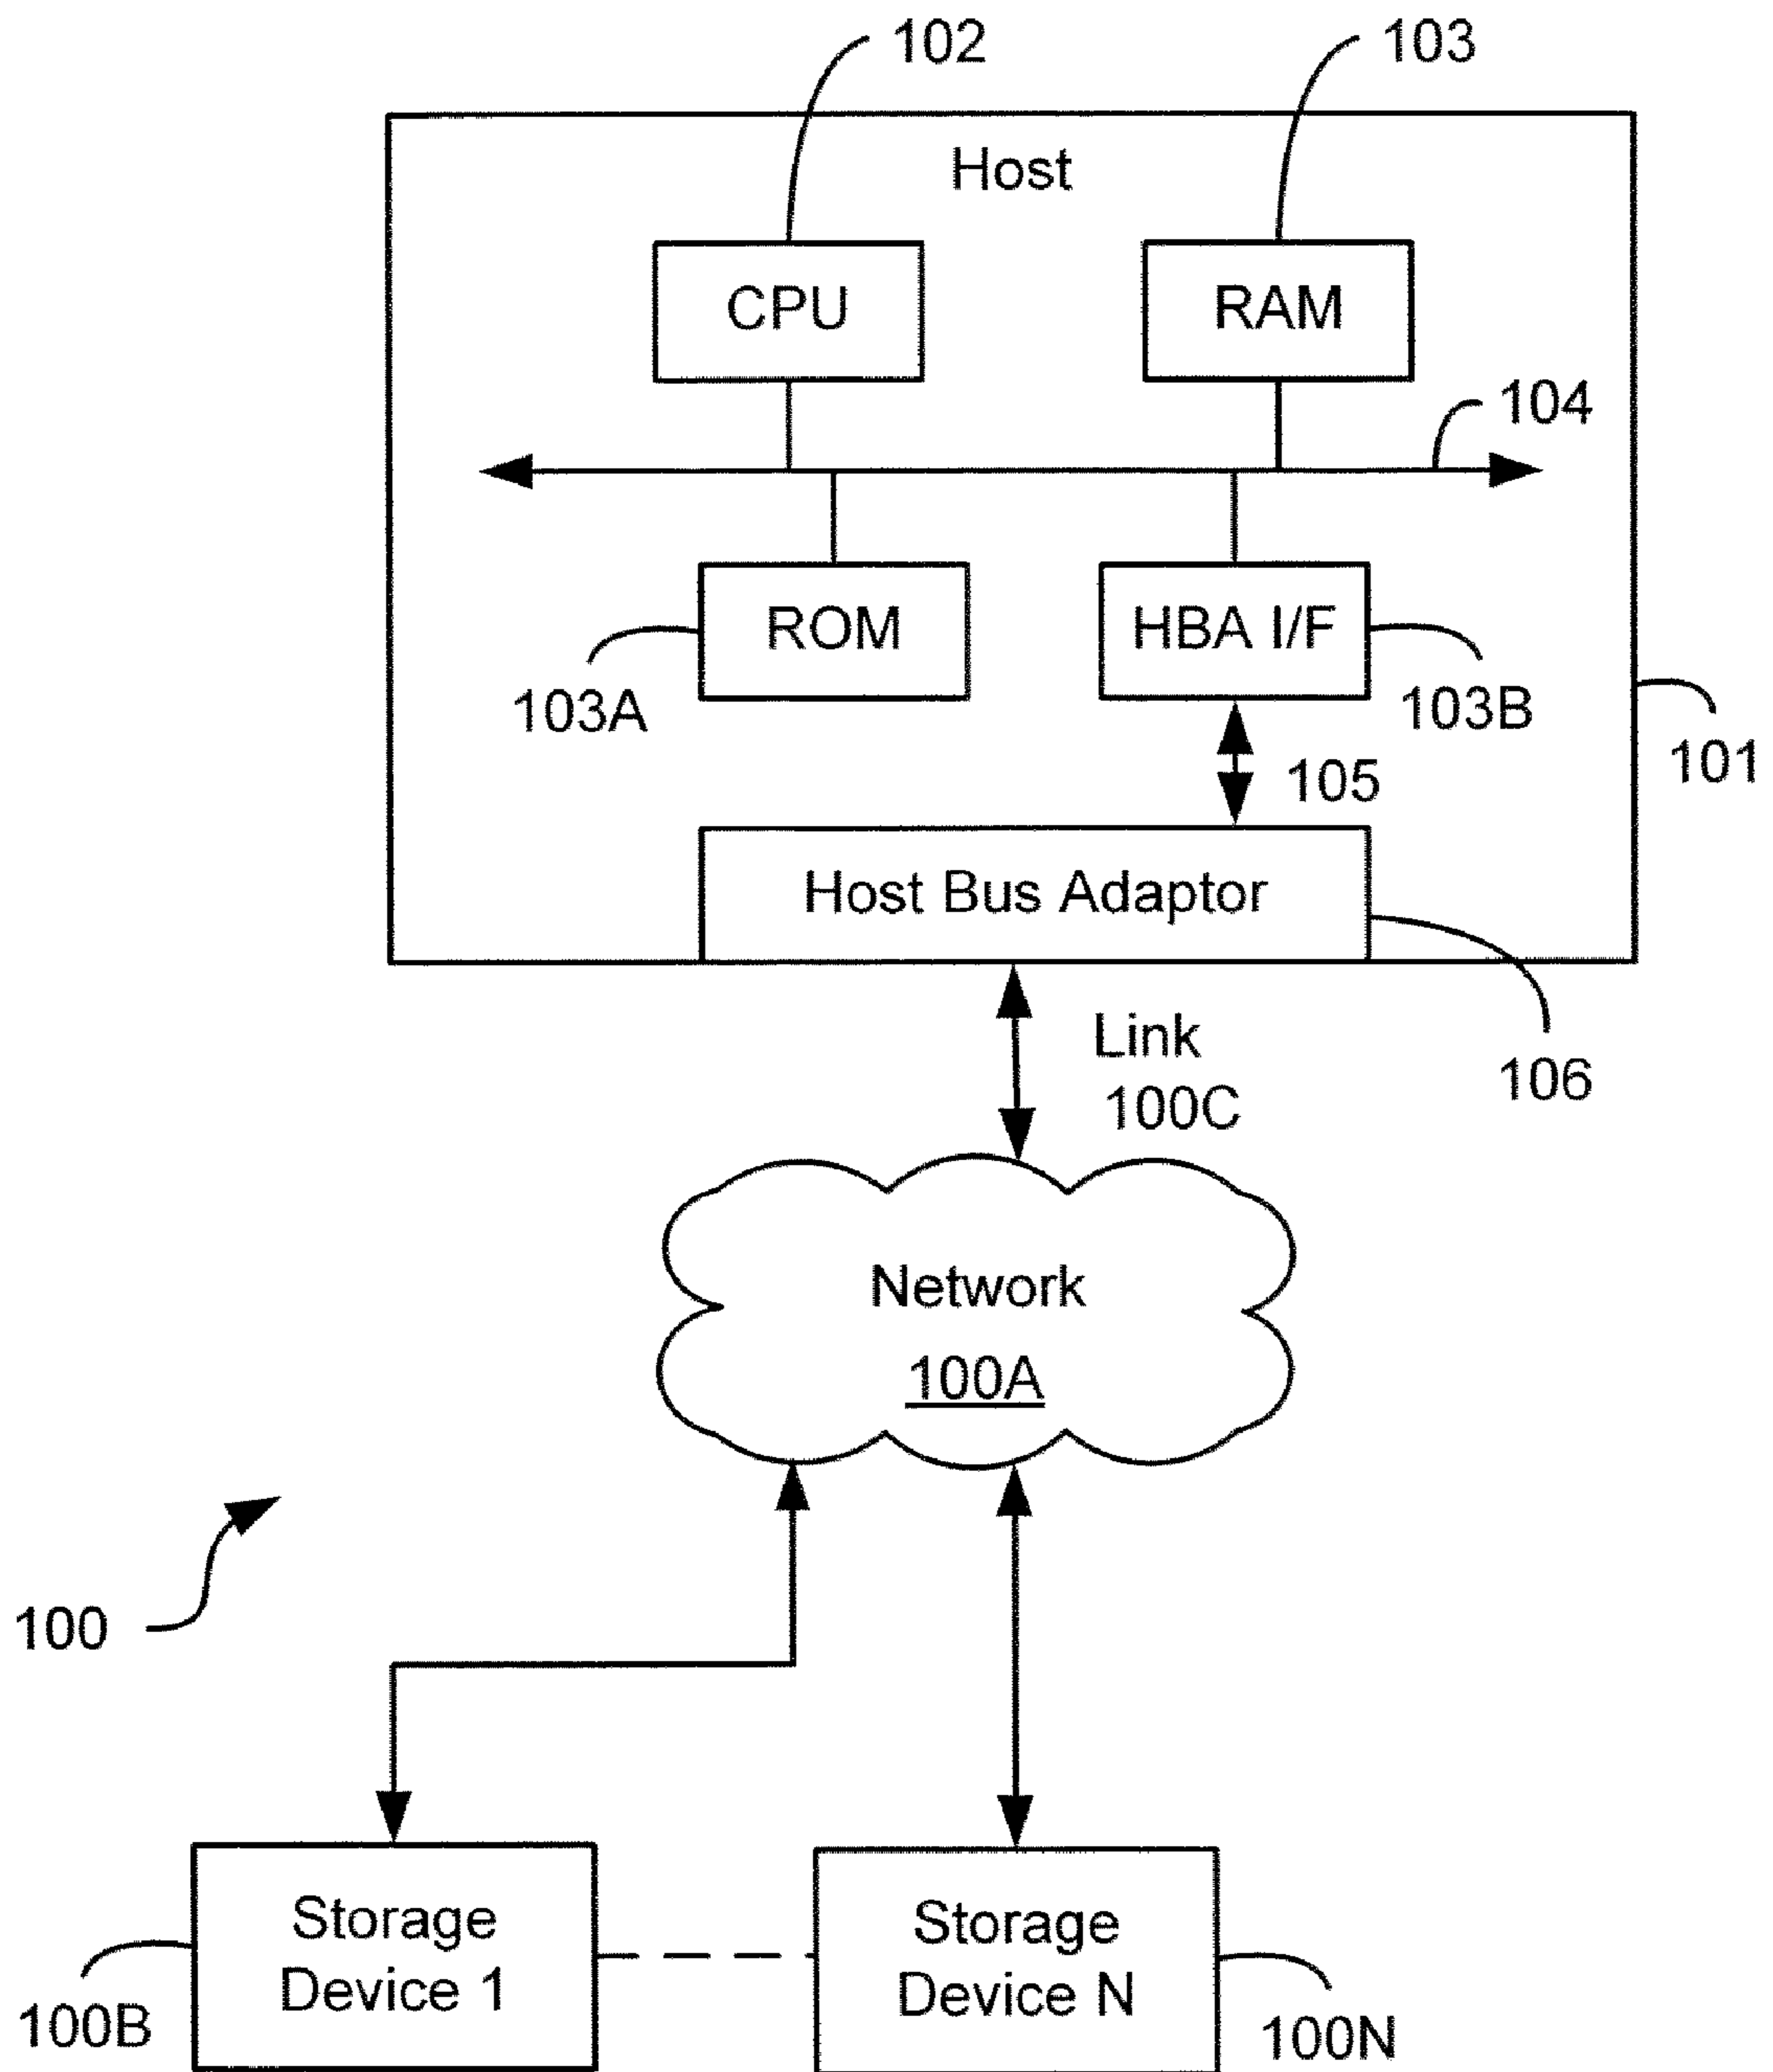 102
103
Host
CPU
RAM
104
ROM
HBA I/F
103A
103B
101
105
Host Bus Adaptor
Link
100C
106
Network
100A
100
Storage
Device 1
Storage
Device N
100B
100N